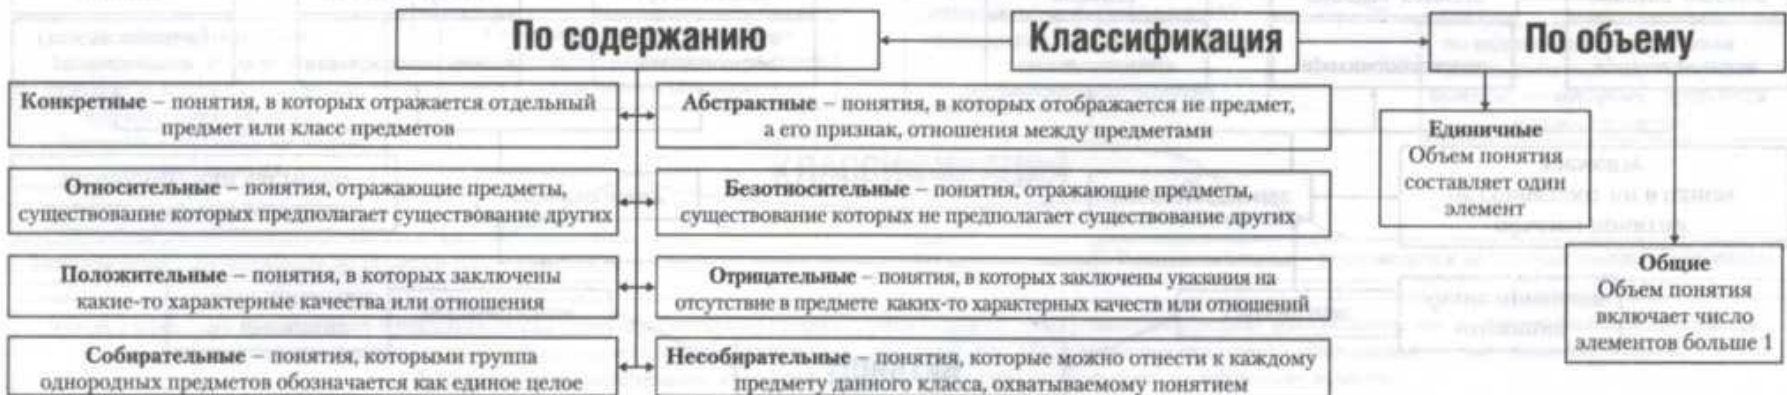 По содержанию
Классификация
По объему
Конкретные – понятия, в которых отражается отдельный
предмет или класс предметов
Абстрактные – понятия, в которых отображается не предмет,
а его признак, отношения между предметами
Относительные – понятия, отражающие предметы,
существование которых предполагает существование других
Безотносительные – понятия, отражающие предметы,
существование которых не предполагает существование других
Положительные – понятия, в которых заключены
какие-то характерные качества или отношения
Отрицательные – понятия, в которых заключены указания на
отсутствие в предмете каких-то характерных качеств или отношений
Собирательные – понятия, которыми группа
однородных предметов обозначается как единое целое
Несобирательные – понятия, которые можно отнести к каждому
предмету данного класса, охватываемому понятием
Единичные
Объем понятия
составляет один
элемент
Общие
Объем понятия
включает число
элементов больше 1